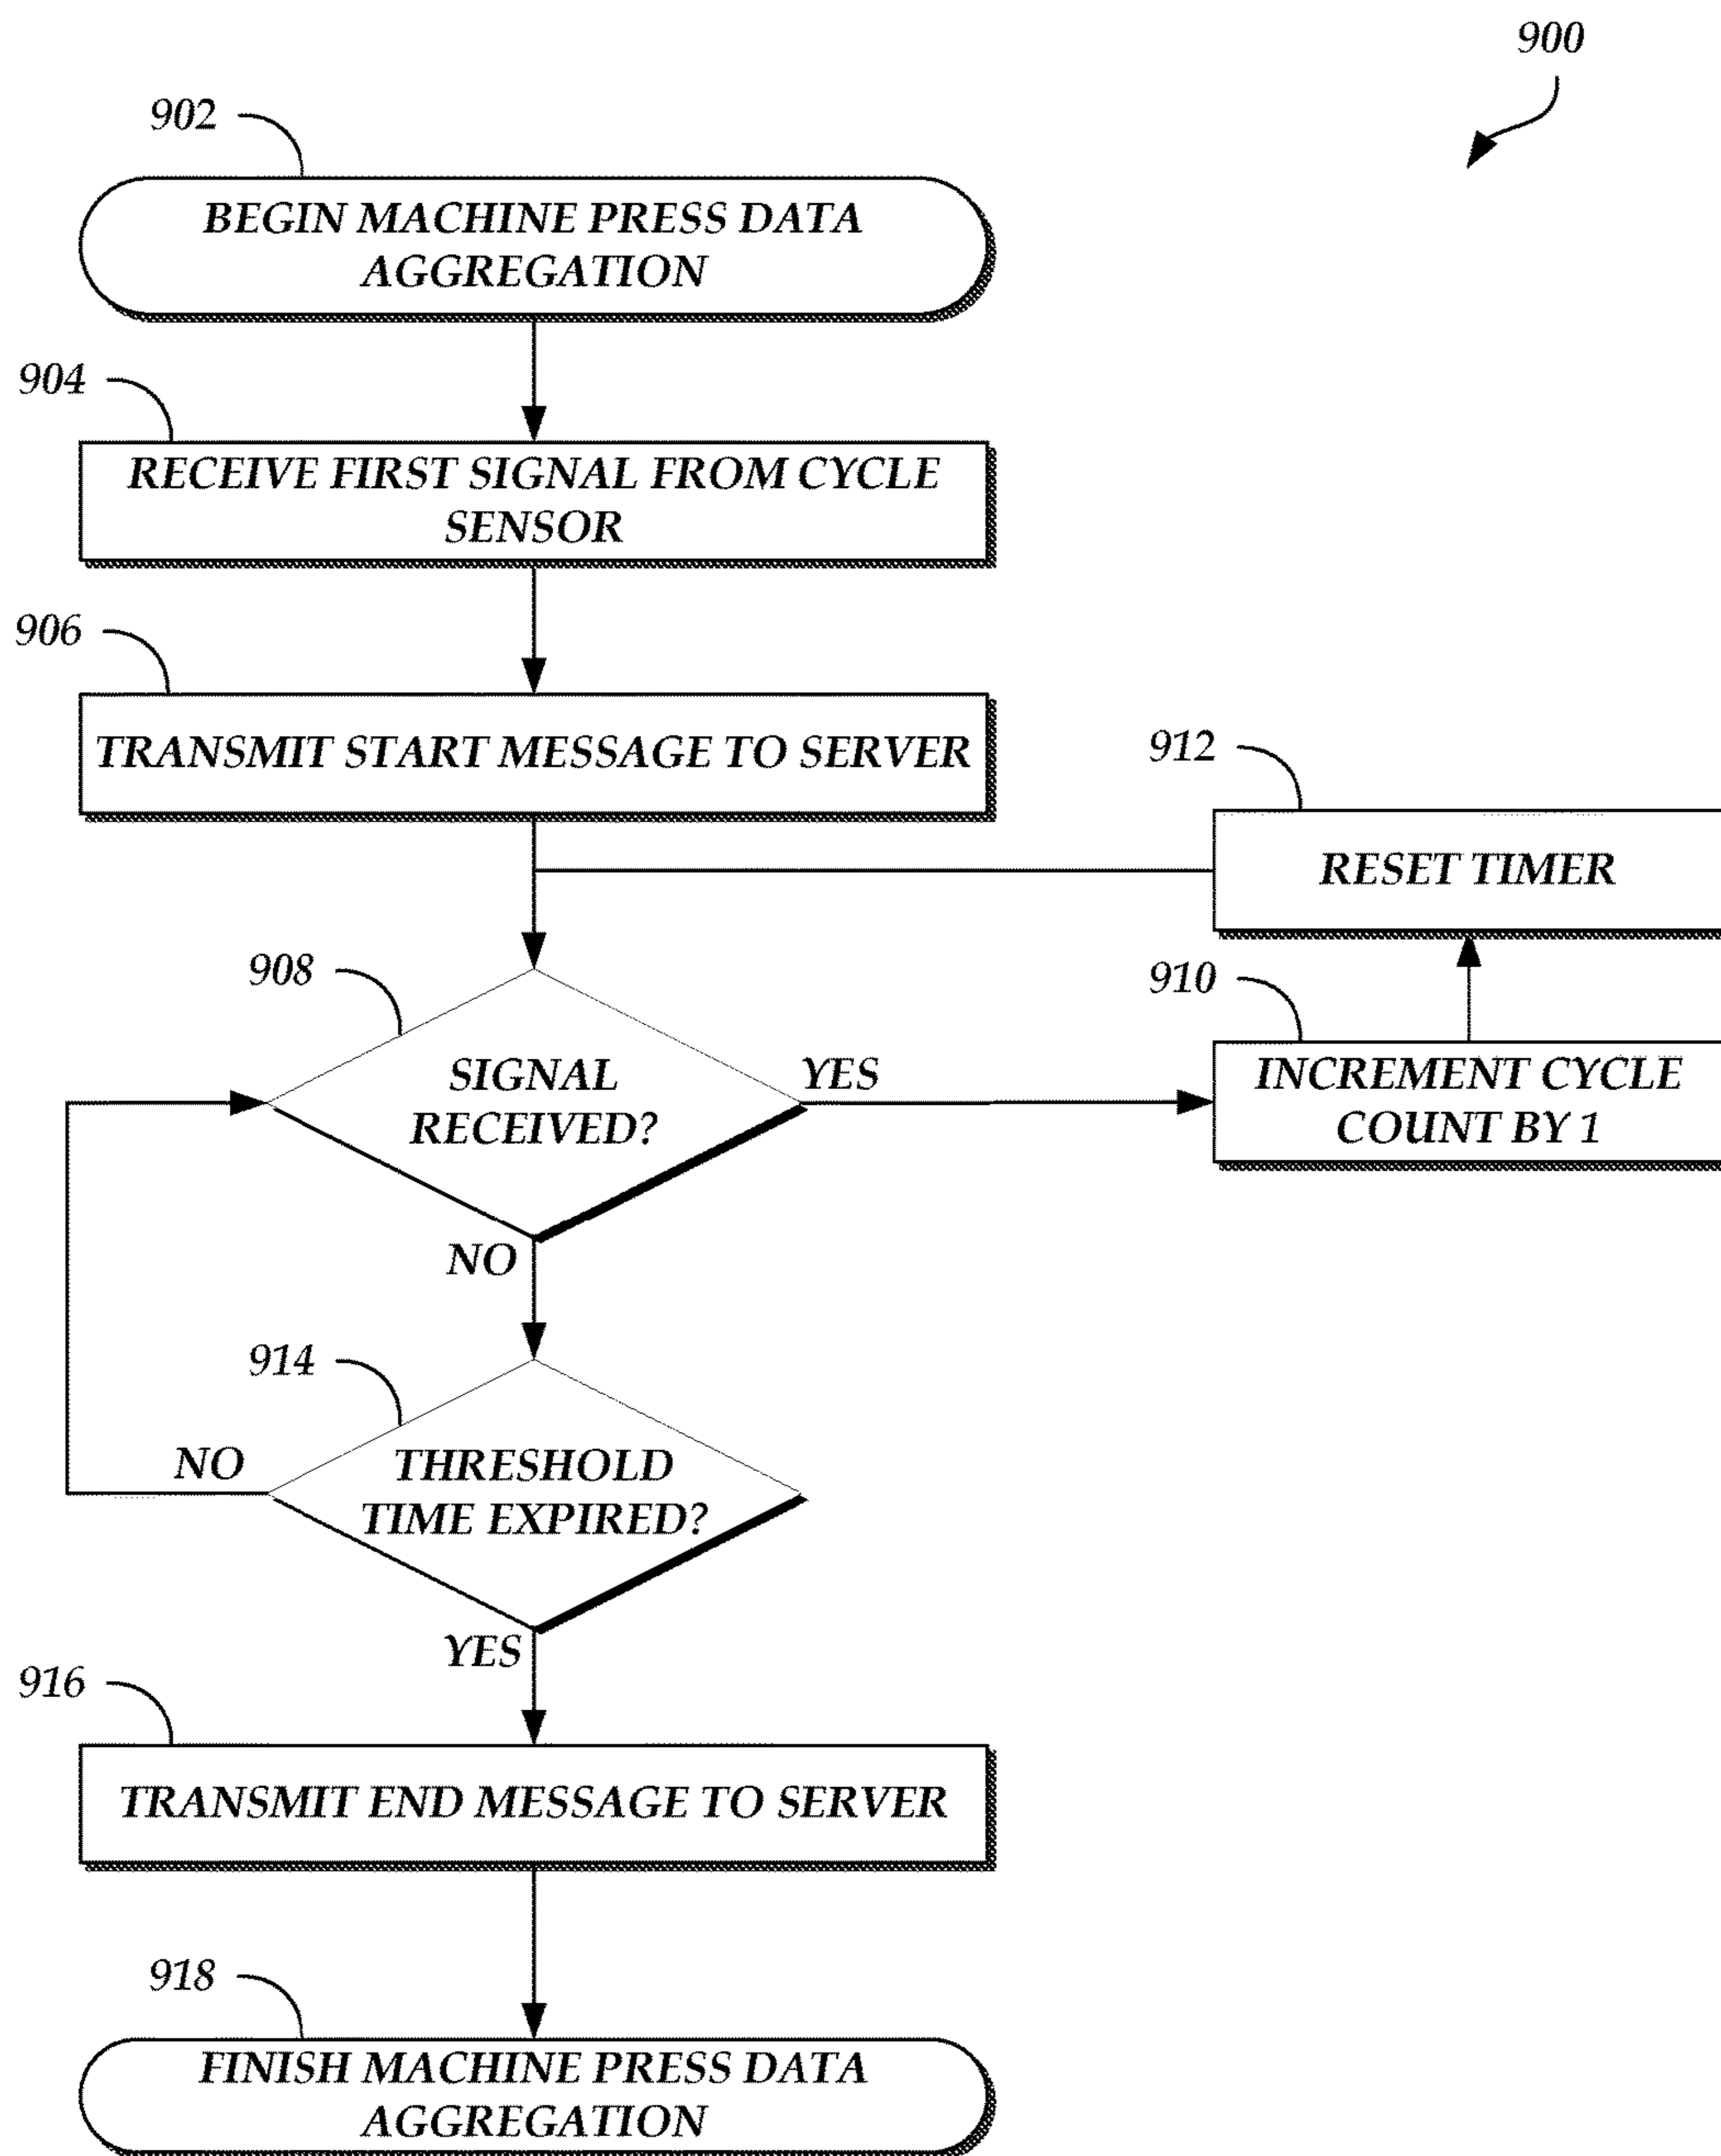 900
902
BEGIN MACHINE PRESS DATA
AGGREGATION
904
RECEIVE FIRST SIGNAL FROM CYCLE
SENSOR
906
TRANSMIT START MESSAGE TO SERVER
912
RESET TIMER
908
SIGNAL
RECEIVED?
YES
910
INCREMENT CYCLE
COUNT BY 1
NO
914
THRESHOLD
TIME EXPIRED?
NO
YES
916
TRANSMIT END MESSAGE TO SERVER
918
FINISH MACHINE PRESS DATA
AGGREGATION